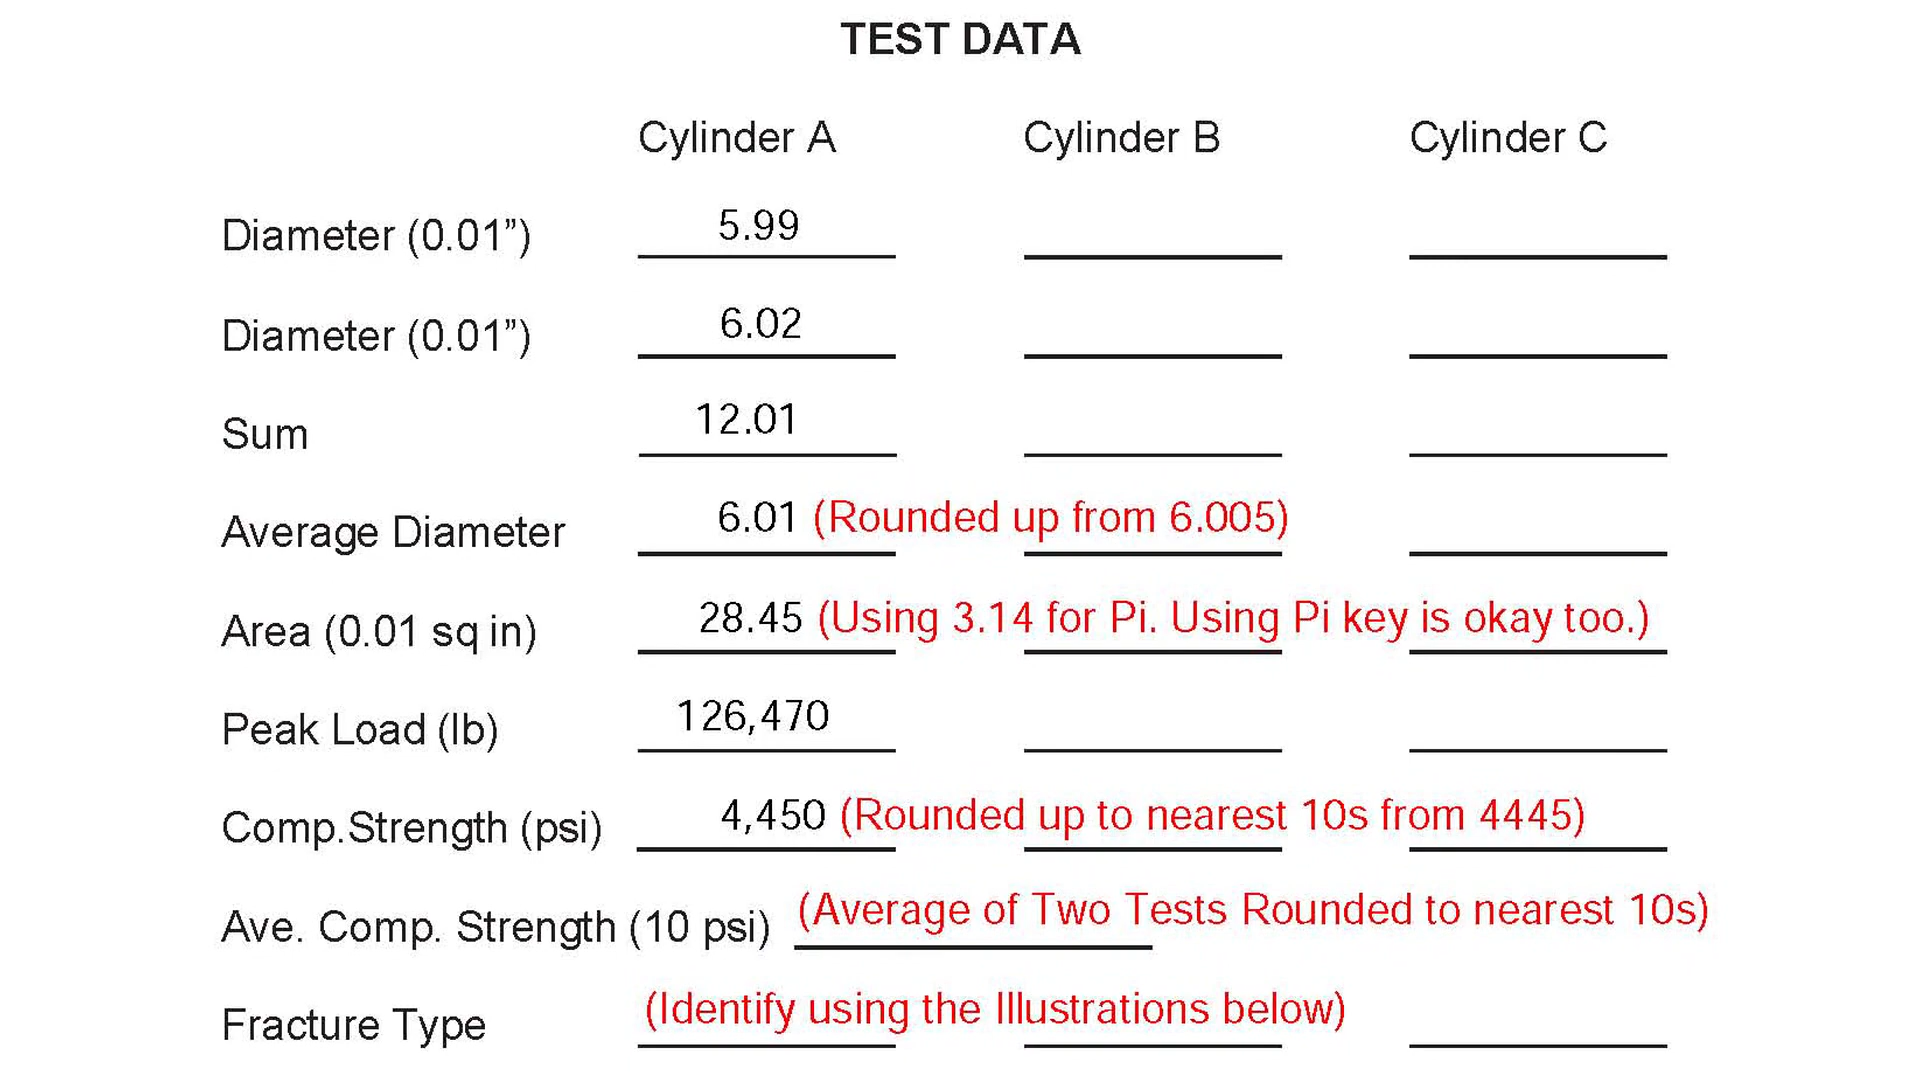 TEST DATA
Cylinder A Cylinder B Cylinder C
Diameter (0.01”) 5.99
Diameter (0.01”) 6.02
Sum 12.01
Average Diameter 6.01 (Rounded up from 6.005)
Area (0.01 sq in) 28.45 (Using 3.14 for Pi. Using Pi key is okay too.)
Peak Load (lb) 126,470
Comp.Strength (psi) 4,450 (Rounded up to nearest 10s from 4445)
Ave. Comp. Strength (10 psi) (Average of Two Tests Rounded to nearest 10s)
Fracture Type (Identify using the Illustrations below)